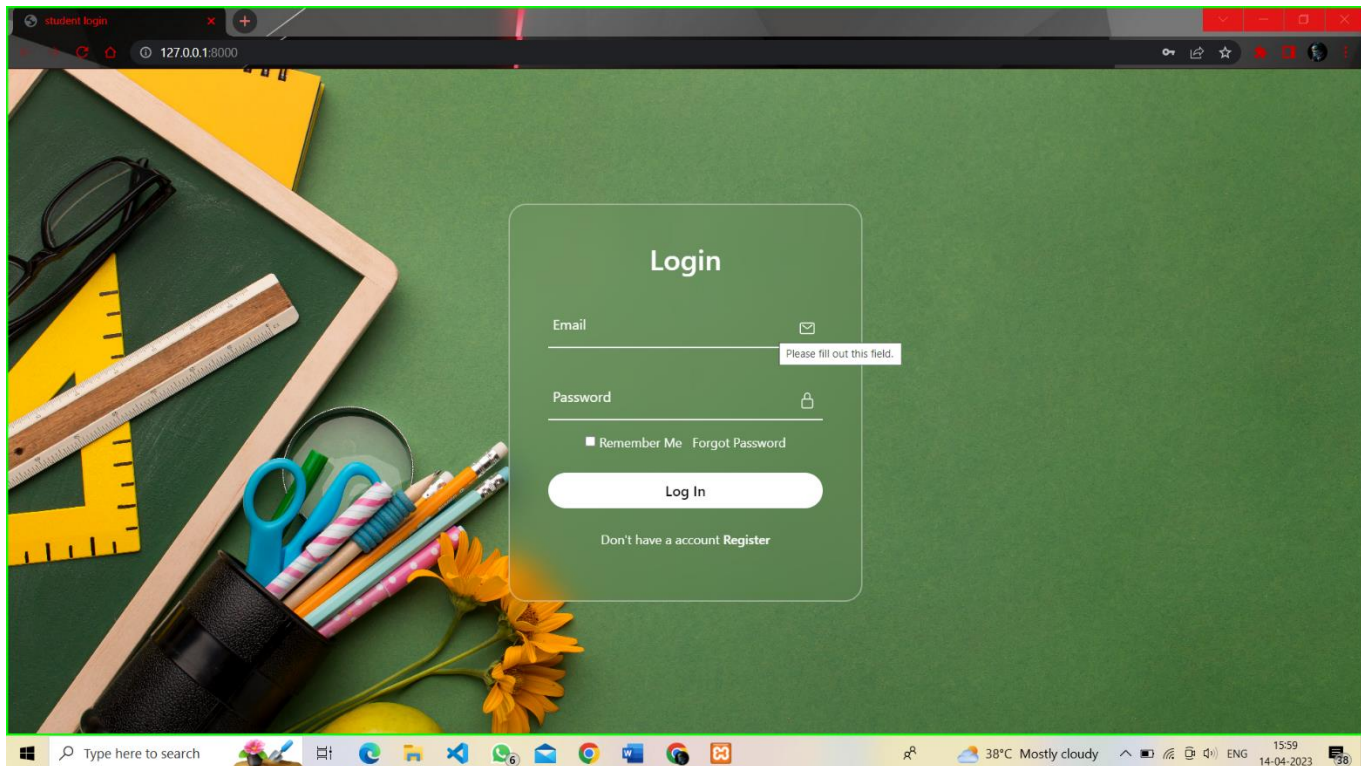 student login
127.0.0.1:8000
Login
Email
Please fill out this field.
Password
Remember Me Forgot Password
Log In
Don't have a account Register
Type here to search
6
W
38°C Mostly cloudy
ENG
15:59
14-04-2023
38